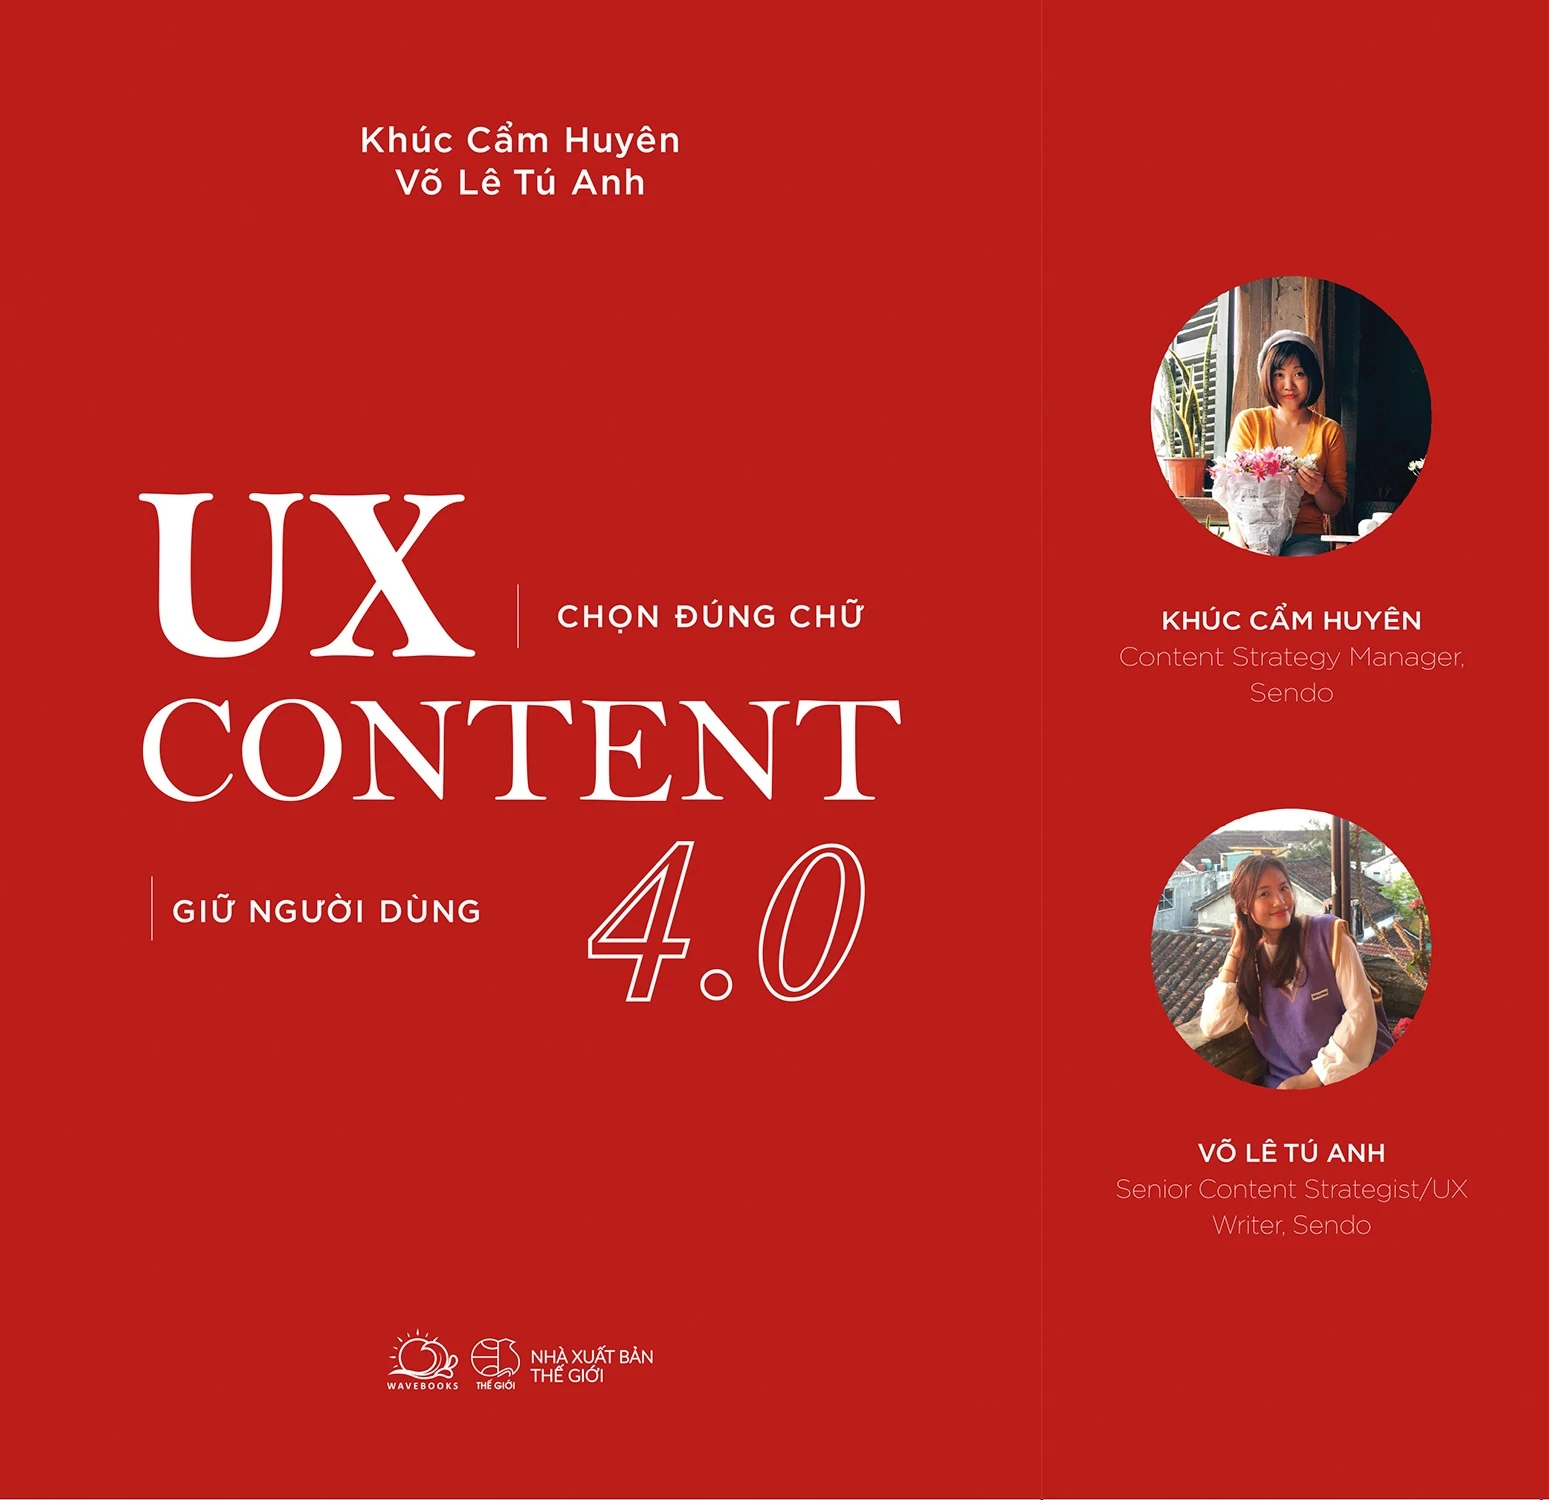 Khúc Cẩm Huyên
Võ Lê Tú Anh
UX
CHỌN ĐÚNG CHỮ
CONTENT
GIỮ NGƯỜI DÙNG
4.0
WAVEBOOKS
THẾ GIỚI
NHÀ XUẤT BẢN
THẾ GIỚI
KHÚC CẨM HUYÊN
Content Strategy Manager,
Sendo
VÕ LÊ TÚ ANH
Senior Content Strategist/UX
Writer, Sendo